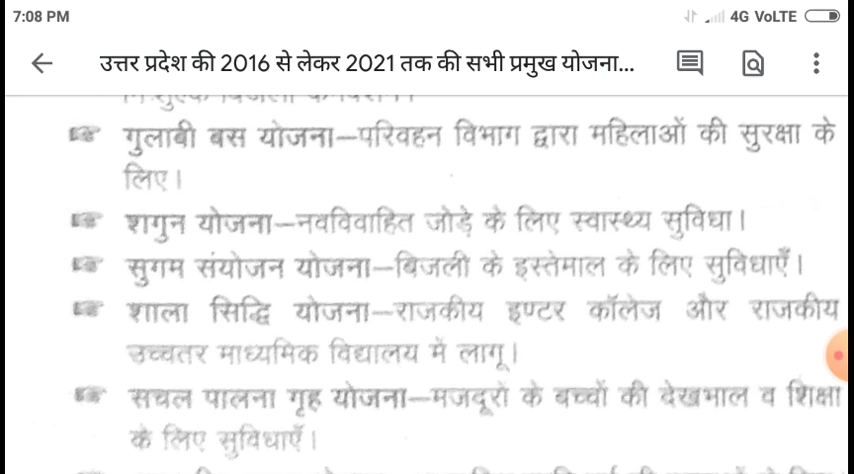 7:08 PM 4G VoLTE
उत्तर प्रदेश की 2016 से लेकर 2021 तक की सभी प्रमुख योजना...
गुलाबी बस योजना–परिवहन विभाग द्वारा महिलाओं की सुरक्षा के
लिए।
शगुन योजना–नवविवाहित जोड़े के लिए स्वास्थ्य सुविधा।
सुगम संयोजन योजना–बिजली के इस्तेमाल के लिए सुविधाएँ।
शाला सिद्धि योजना–राजकीय इण्टर कॉलेज और राजकीय
उच्चतर माध्यमिक विद्यालय में लागू।
सचल पालना गृह योजना–मजदूरों के बच्चों की देखभाल व शिक्षा
के लिए सुविधाएँ।